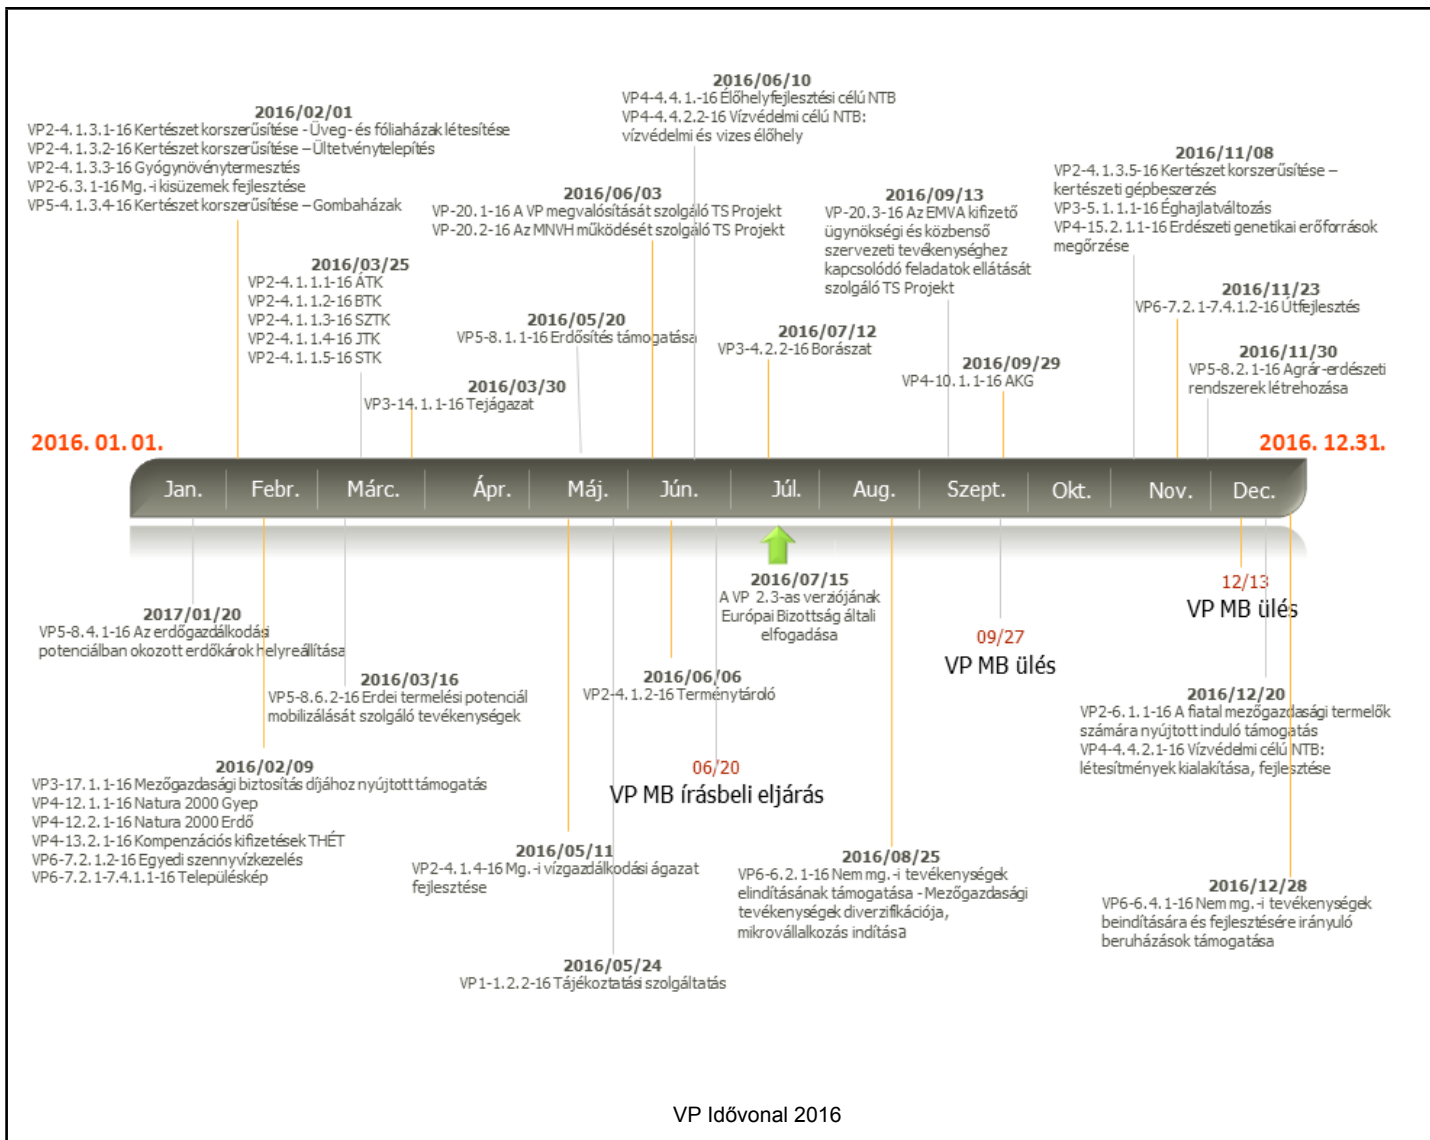 2016/02/01
VP2-4.1.3.1-16 Kertészet korszerűsítése - Üveg- és fóliaházak létesítése
VP2-4.1.3.2-16 Kertészet korszerűsítése – Ültetvénytelepítés
VP2-4.1.3.3-16 Gyógynövénytermesztés
VP2-6.3.1-16 Mg.-i kisüzemek fejlesztése
VP5-4.1.3.4-16 Kertészet korszerűsítése – Gombaházak
2016/03/25
VP2-4.1.1.1-16 ÁTK
VP2-4.1.1.2-16 BTK
VP2-4.1.1.3-16 SZTK
VP2-4.1.1.4-16 JTK
VP2-4.1.1.5-16 STK
2016/03/30
VP3-14.1.1-16 Tejágazat
2016/05/20
VP5-8.1.1-16 Erdősítés támogatása
2016/06/03
VP-20.1-16 A VP megvalósítását szolgáló TS Projekt
VP-20.2-16 Az MNVH működését szolgáló TS Projekt
2016/06/10
VP4-4.4.1.-16 Élőhelyfejlesztési célú NTB
VP4-4.4.2.2-16 Vízvédelmi célú NTB:
vízvédelmi és vizes élőhely
2016/07/12
VP3-4.2.2-16 Borászat
2016/09/13
VP-20.3-16 Az EMVA kifizető
ügynökségi és közbenső
szervezeti tevékenységhez
kapcsolódó feladatok ellátását
szolgáló TS Projekt
2016/09/29
VP4-10.1.1-16 AKG
2016/11/08
VP2-4.1.3.5-16 Kertészet korszerűsítése –
kertészeti gépbeszerzés
VP3-5.1.1.1-16 Éghajlatváltozás
VP4-15.2.1.1-16 Erdészeti genetikai erőforrások
megőrzése
2016/11/23
VP6-7.2.1-7.4.1.2-16 Útfejlesztés
2016/11/30
VP5-8.2.1-16 Agrár-erdészeti
rendszerek létrehozása
2016. 01. 01.
2016. 12.31.
Jan.
Febr.
Márc.
Ápr.
Máj.
Jún.
Júl.
Aug.
Szept.
Okt.
Nov.
Dec.
2017/01/20
VP5-8.4.1-16 Az erdőgazdálkodási
potenciálban okozott erdőkárok helyreállítása
2016/03/16
VP5-8.6.2-16 Erdei termelési potenciál
mobilizálását szolgáló tevékenységek
2016/02/09
VP3-17.1.1-16 Mezőgazdasági biztosítás díjához nyújtott támogatás
VP4-12.1.1-16 Natura 2000 Gyep
VP4-12.2.1-16 Natura 2000 Erdő
VP4-13.2.1-16 Kompenzációs kifizetések THÉT
VP6-7.2.1.2-16 Egyedi szennyvízkezelés
VP6-7.2.1-7.4.1.1-16 Településkép
2016/05/11
VP2-4.1.4-16 Mg.-i vízgazdálkodási ágazat
fejlesztése
2016/05/24
VP1-1.2.2-16 Tájékoztatási szolgáltatás
2016/06/06
VP2-4.1.2-16 Terménytároló
06/20
VP MB írásbeli eljárás
2016/07/15
A VP 2.3-as verziójának
Európai Bizottság általi
elfogadása
2016/08/25
VP6-6.2.1-16 Nem mg.-i tevékenységek
elindításának támogatása - Mezőgazdasági
tevékenységek diverzifikációja,
mikrovállalkozás indítása
09/27
VP MB ülés
12/13
VP MB ülés
2016/12/20
VP2-6.1.1-16 A fiatal mezőgazdasági termelők
számára nyújtott induló támogatás
VP4-4.4.2.1-16 Vízvédelmi célú NTB:
létesítmények kialakítása, fejlesztése
2016/12/28
VP6-6.4.1-16 Nem mg.-i tevékenységek
beindítására és fejlesztésére irányuló
beruházások támogatása
VP Idővonal 2016